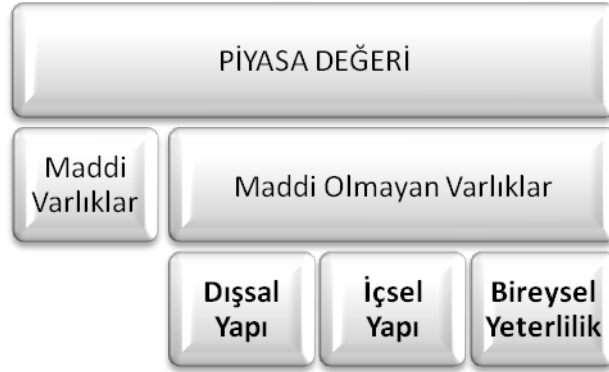 PİYASA DEĞERİ
Maddi
Varlıklar
Maddi Olmayan Varlıklar
Dışsal
Yapı
İçsel
Yapı
Bireysel
Yeterlilik